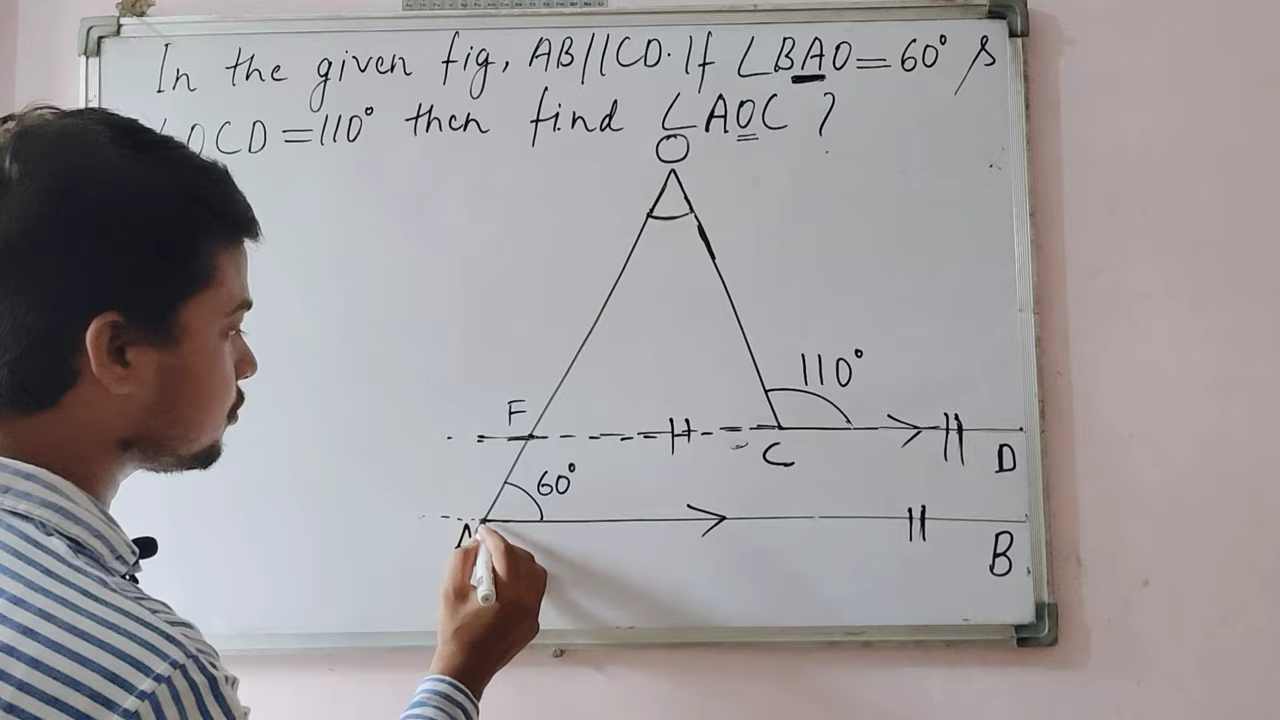 In the given fig, AB//CD. If ∠BAO=60° &
OCD=110° then find ∠AOC ?
O
110°
F
C
D
60°
A
B